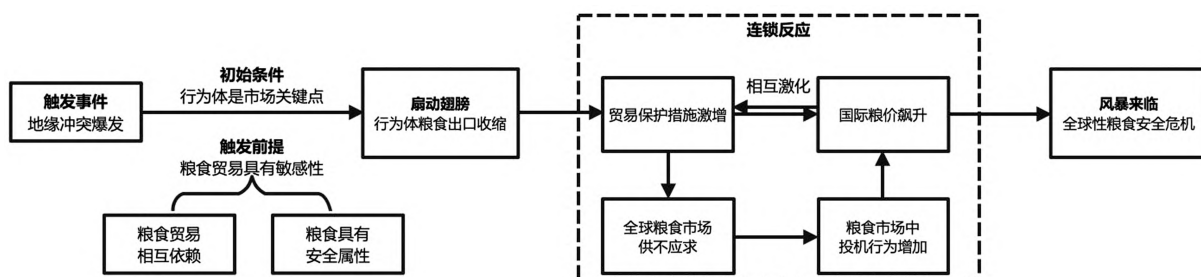 触发事件
地缘冲突爆发
初始条件
行为体是市场关键点
触发前提
粮食贸易具有敏感性
粮食贸易
相互依赖
粮食具有
安全属性
扇动翅膀
行为体粮食出口收缩
连锁反应
贸易保护措施激增
相互激化
国际粮价飙升
全球粮食市场
供不应求
粮食市场中
投机行为增加
风暴来临
全球性粮食安全危机